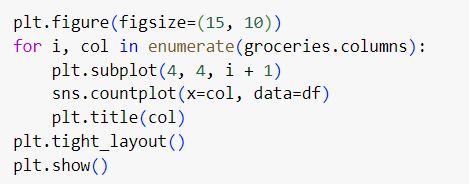 plt.figure(figsize=(15, 10))
for i, col in enumerate(groceries.columns):
    plt.subplot(4, 4, i + 1)
    sns.countplot(x=col, data=df)
    plt.title(col)
plt.tight_layout()
plt.show()